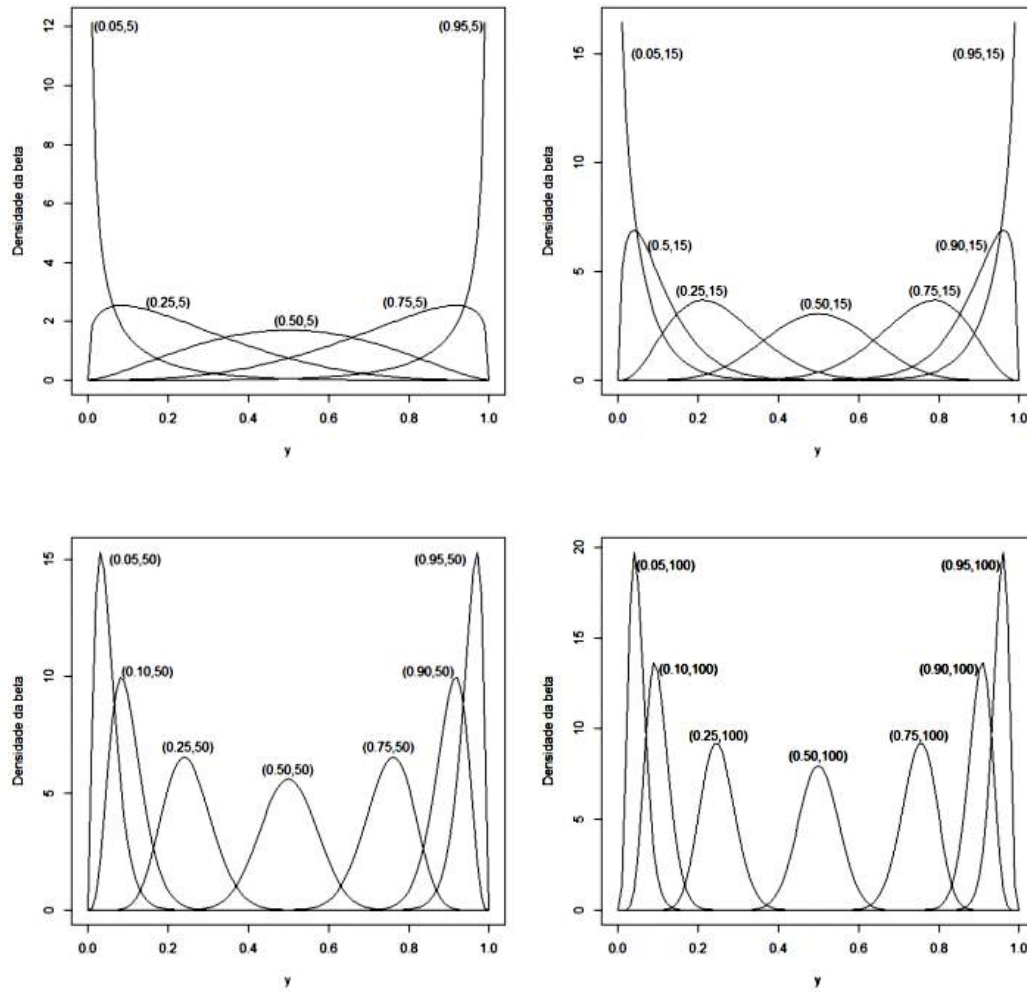 (0.05,5)
(0.95,5)
(0.25,5)
(0.50,5)
(0.75,5)
Densidade da beta
0 2 4 6 8 10 12
0.0 0.2 0.4 0.6 0.8 1.0
y
(0.05,15)
(0.95,15)
(0.5,15)
(0.90,15)
(0.25,15)
(0.50,15)
(0.75,15)
Densidade da beta
0 5 10 15
0.0 0.2 0.4 0.6 0.8 1.0
y
(0.05,50)
(0.95,50)
(0.10,50)
(0.90,50)
(0.25,50)
(0.50,50)
(0.75,50)
Densidade da beta
0 5 10 15
0.0 0.2 0.4 0.6 0.8 1.0
y
(0.05,100)
(0.95,100)
(0.10,100)
(0.90,100)
(0.25,100)
(0.50,100)
(0.75,100)
Densidade da beta
0 5 10 15 20
0.0 0.2 0.4 0.6 0.8 1.0
y